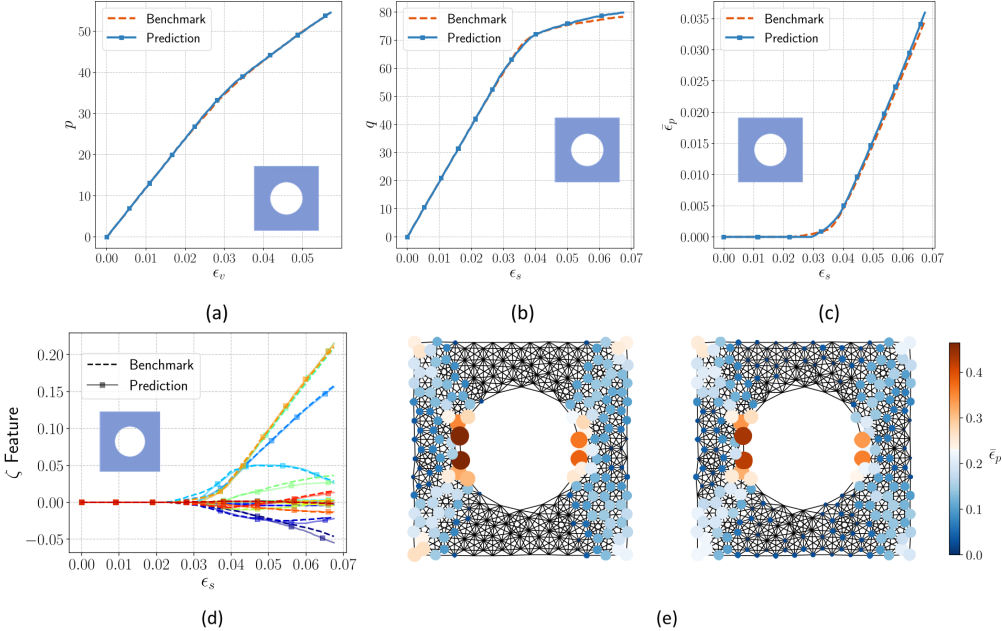 Benchmark
Prediction
p
50
40
30
20
10
0
0.00 0.01 0.02 0.03 0.04 0.05
ϵ_v
(a)
Benchmark
Prediction
q
80
70
60
50
40
30
20
10
0
0.00 0.01 0.02 0.03 0.04 0.05 0.06 0.07
ϵ_s
(b)
Benchmark
Prediction
ϵ̄_p
0.035
0.030
0.025
0.020
0.015
0.010
0.005
0.000
0.00 0.01 0.02 0.03 0.04 0.05 0.06 0.07
ϵ_s
(c)
Benchmark
Prediction
ζ Feature
0.20
0.15
0.10
0.05
0.00
−0.05
0.00 0.01 0.02 0.03 0.04 0.05 0.06 0.07
ϵ_s
(d)
0.4
0.3
0.2
0.1
0.0
ϵ̄_p
(e)